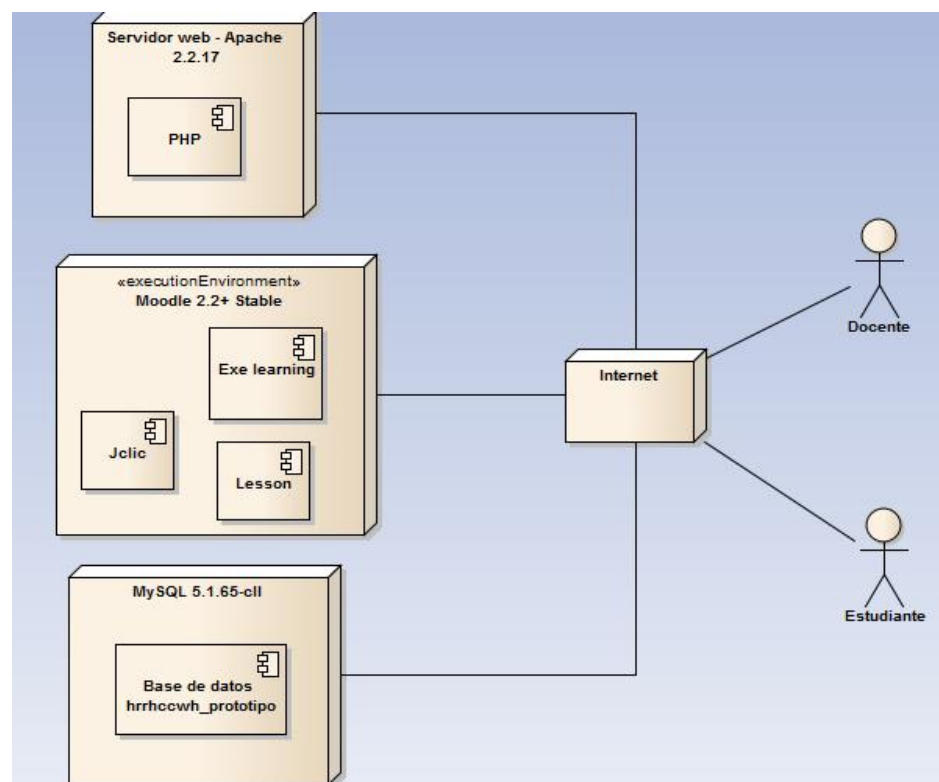 Servidor web - Apache
2.2.17
PHP
«executionEnvironment»
Moodle 2.2+ Stable
Exe learning
Jclic
Lesson
MySQL 5.1.65-cll
Base de datos
hrrhccwh_prototipo
Internet
Docente
Estudiante